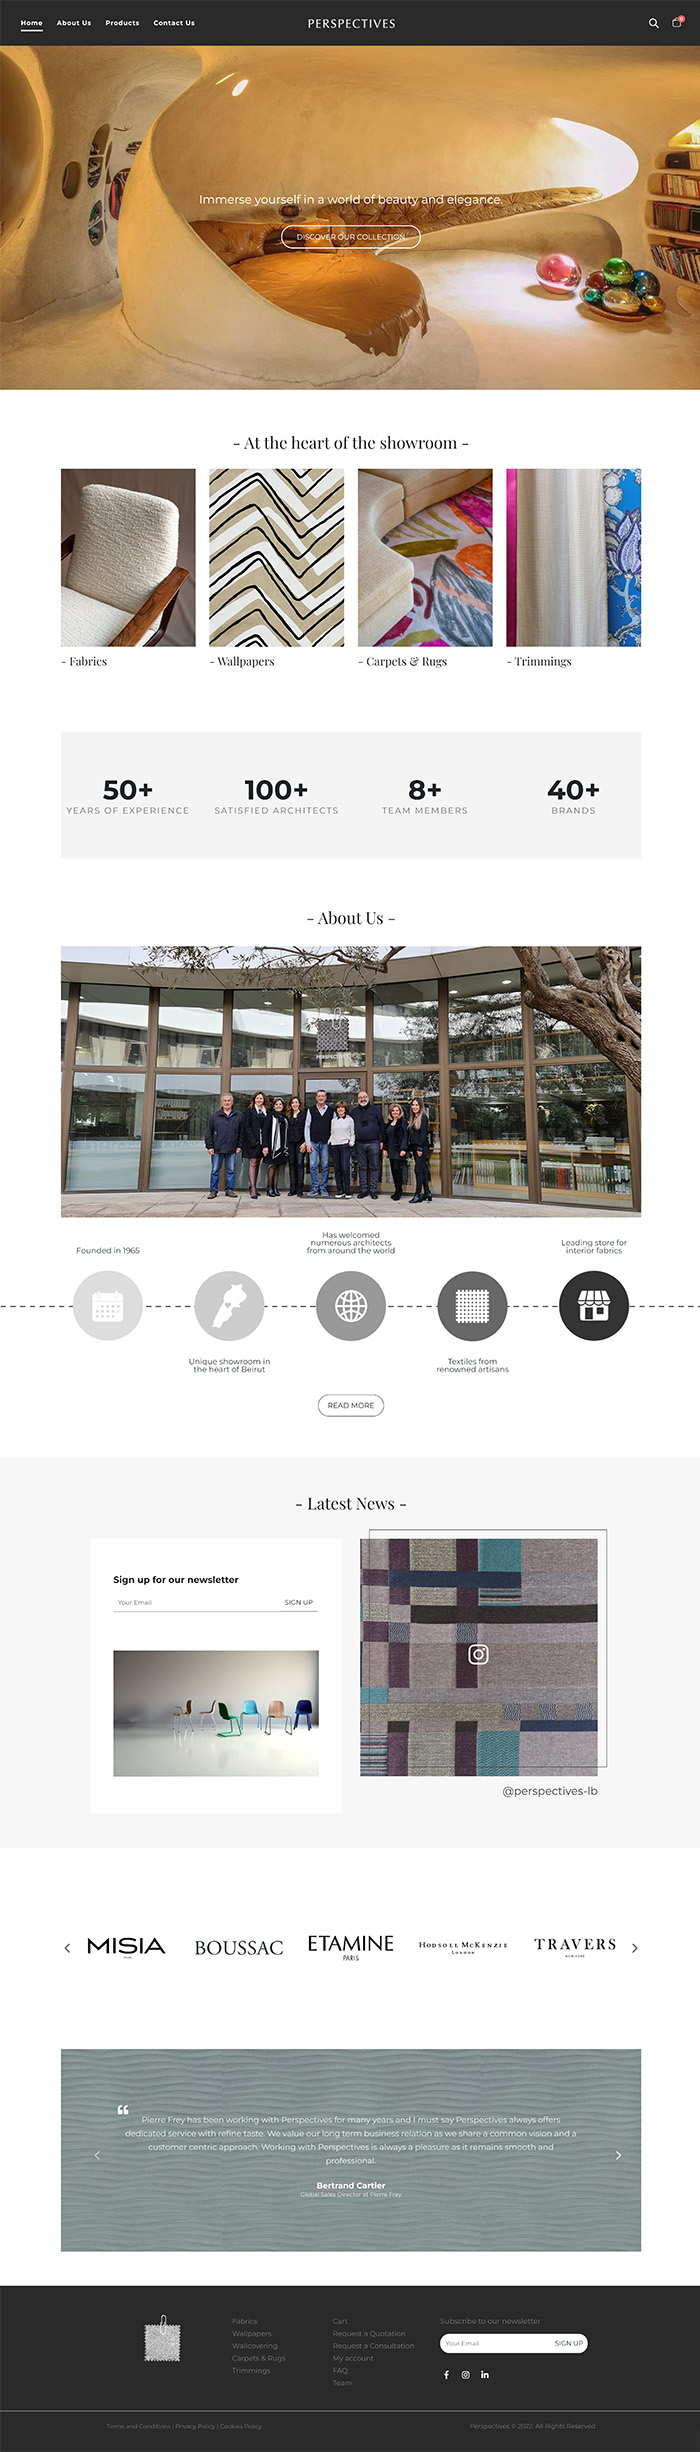 Home About Us Products Contact Us PERSPECTIVES 0
Immerse yourself in a world of beauty and elegance.
DISCOVER OUR COLLECTION
- At the heart of the showroom -
- Fabrics
- Wallpapers
- Carpets & Rugs
- Trimmings
50+
YEARS OF EXPERIENCE
100+
SATISFIED ARCHITECTS
8+
TEAM MEMBERS
40+
BRANDS
- About Us -
PERSPECTIVES
Founded in 1965
Has welcomed
numerous architects
from around the world
Leading store for
interior fabrics
Unique showroom in
the heart of Beirut
Textiles from
renowned artisans
READ MORE
- Latest News -
Sign up for our newsletter
Your Email SIGN UP
@perspectives-lb
MISIA
PARIS
BOUSSAC
ETAMINE
PARIS
HODSOLL MCKENZIE
London
TRAVERS
NEW YORK
Pierre Frey has been working with Perspectives for many years and I must say Perspectives always offers
dedicated service with refine taste. We value our long term business relation as we share a common vision and a
customer centric approach. Working with Perspectives is always a pleasure as it remains smooth and
professional.
Bertrand Cartier
Global Sales Director at Pierre Frey
Fabrics
Wallpapers
Wallcovering
Carpets & Rugs
Trimmings
Cart
Request a Quotation
Request a Consultation
My account
FAQ
Team
Subscribe to our newsletter
Your Email SIGN UP
Terms and Conditions | Privacy Policy | Cookies Policy
Perspectives © 2022. All Rights Reserved